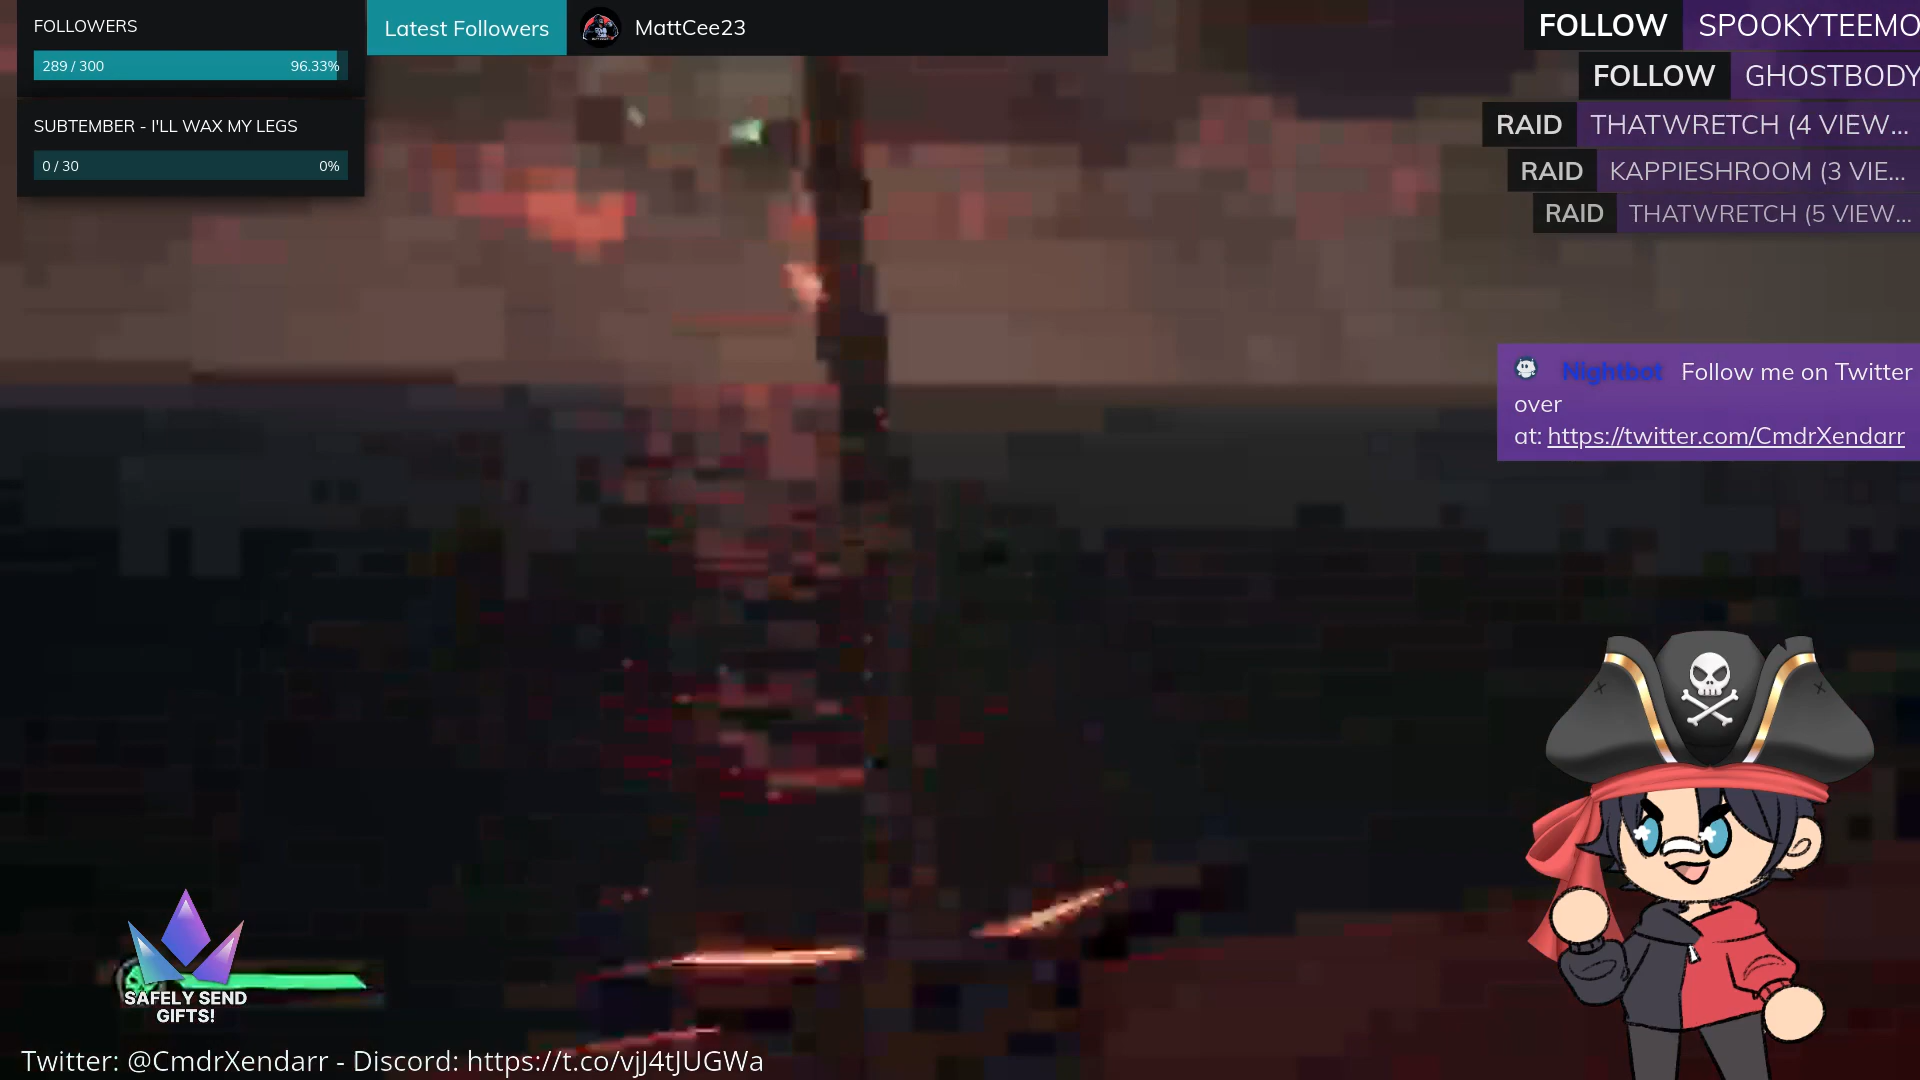 FOLLOWERS
289 / 300 96.33%
SUBTEMBER - I'LL WAX MY LEGS
0 / 30 0%
Latest Followers MattCee23
FOLLOW SPOOKYTEEMO
FOLLOW GHOSTBODY
RAID THATWRETCH (4 VIEW...
RAID KAPPIESHROOM (3 VIE...
RAID THATWRETCH (5 VIEW...
Nightbot Follow me on Twitter
over
at: https://twitter.com/CmdrXendarr
SAFELY SEND
GIFTS!
Twitter: @CmdrXendarr - Discord: https://t.co/vjJ4tJUGWa